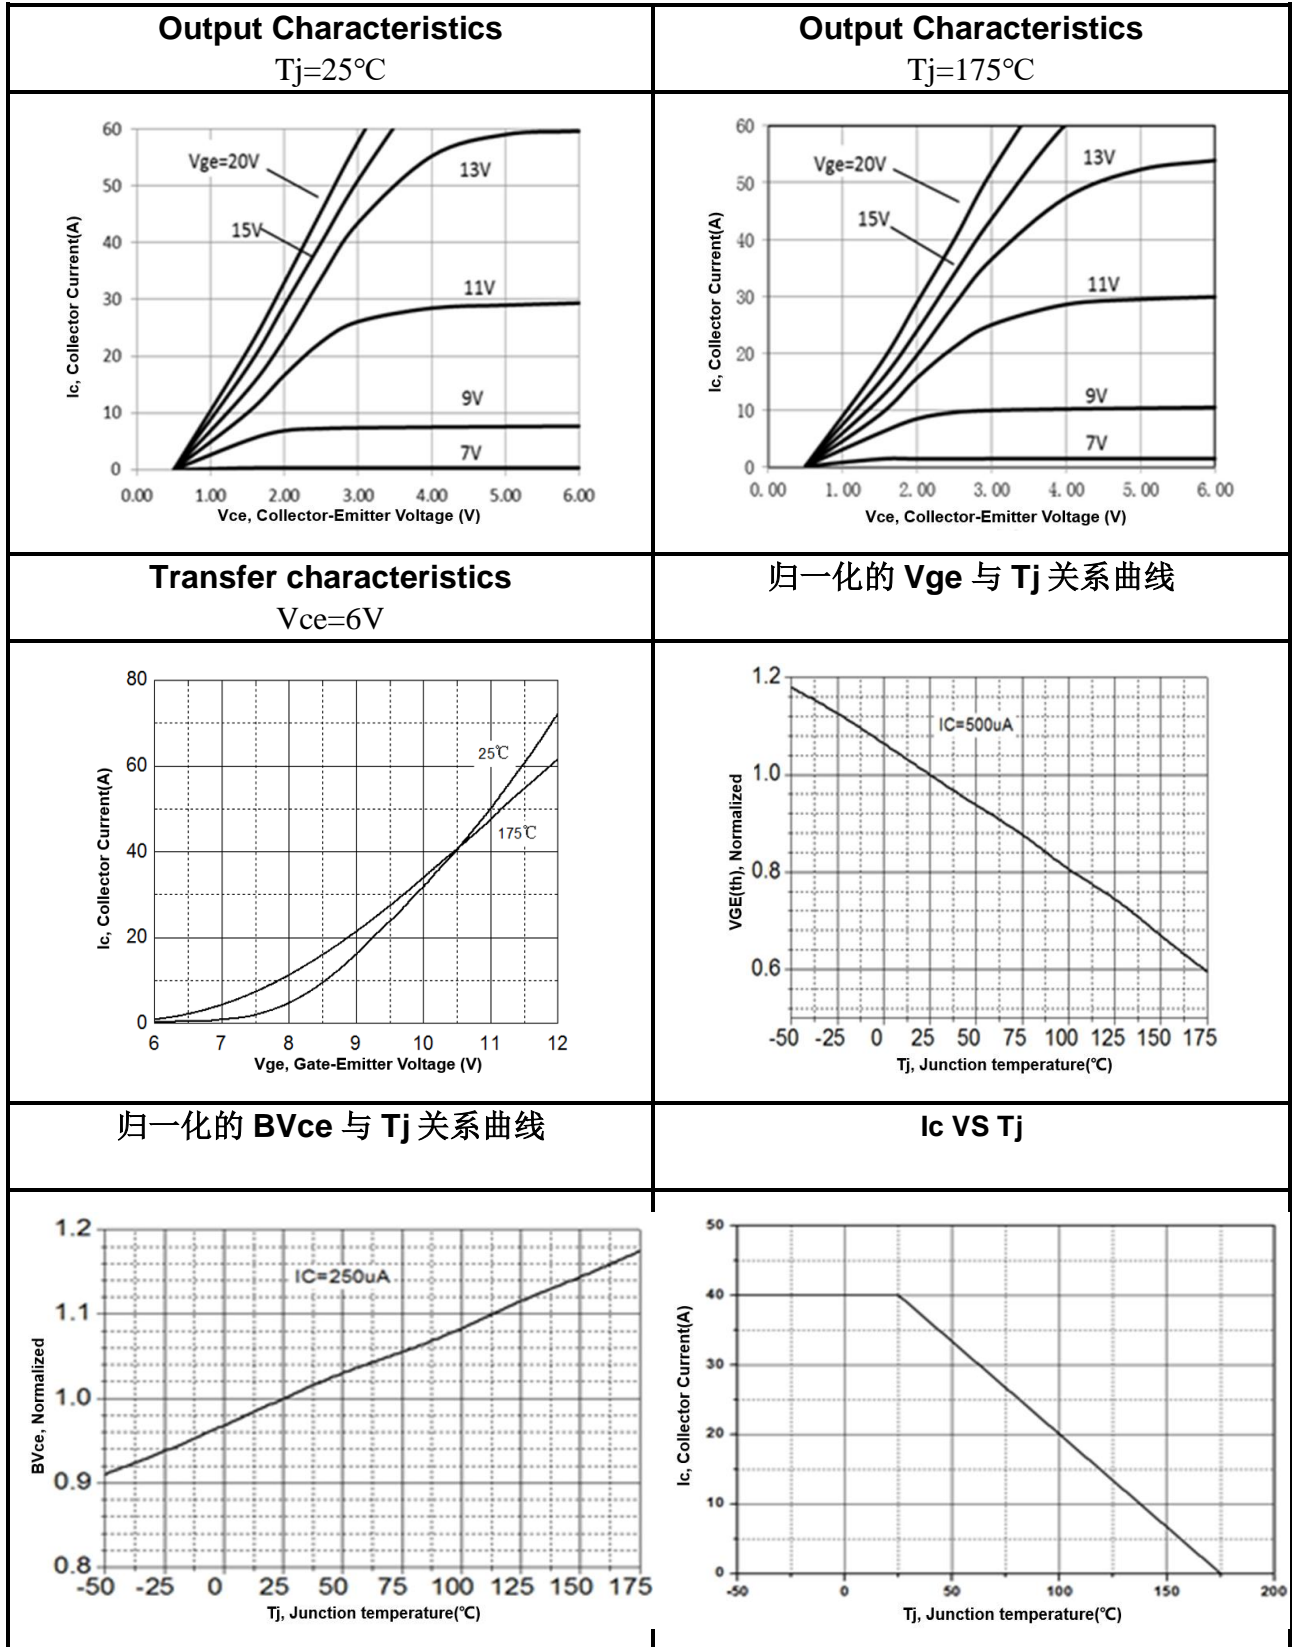 Output Characteristics
Tj=25℃
Output Characteristics
Tj=175℃
60
50
40
30
20
10
0
Ic, Collector Current(A)
Vge=20V
15V
13V
11V
9V
7V
0.00 1.00 2.00 3.00 4.00 5.00 6.00
Vce, Collector-Emitter Voltage (V)
60
50
40
30
20
10
0
Ic, Collector Current(A)
Vge=20V
15V
13V
11V
9V
7V
0.00 1.00 2.00 3.00 4.00 5.00 6.00
Vce, Collector-Emitter Voltage (V)
Transfer characteristics
Vce=6V
归一化的 Vge 与 Tj 关系曲线
80
60
40
20
0
Ic, Collector Current(A)
25℃
175℃
6 7 8 9 10 11 12
Vge, Gate-Emitter Voltage (V)
1.2
1.0
0.8
0.6
VGE(th), Normalized
IC=500uA
-50 -25 0 25 50 75 100 125 150 175
Tj, Junction temperature(℃)
归一化的 BVce 与 Tj 关系曲线
Ic VS Tj
1.2
1.1
1.0
0.9
0.8
BVce, Normalized
IC=250uA
-50 -25 0 25 50 75 100 125 150 175
Tj, Junction temperature(℃)
50
40
30
20
10
0
Ic, Collector Current(A)
-50 0 50 100 150 200
Tj, Junction temperature(℃)